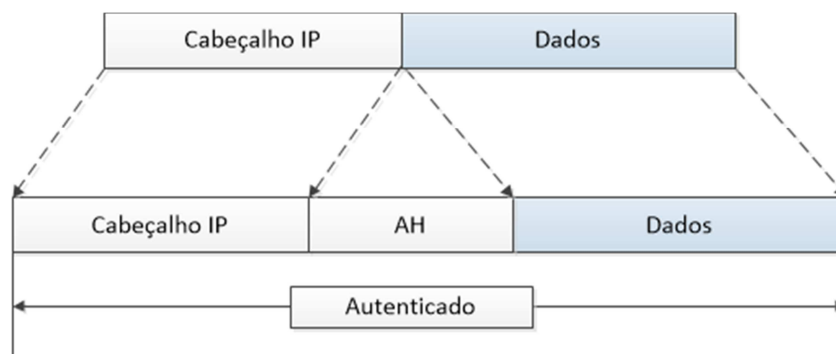 Cabeçalho IP
Dados
Cabeçalho IP
AH
Dados
Autenticado